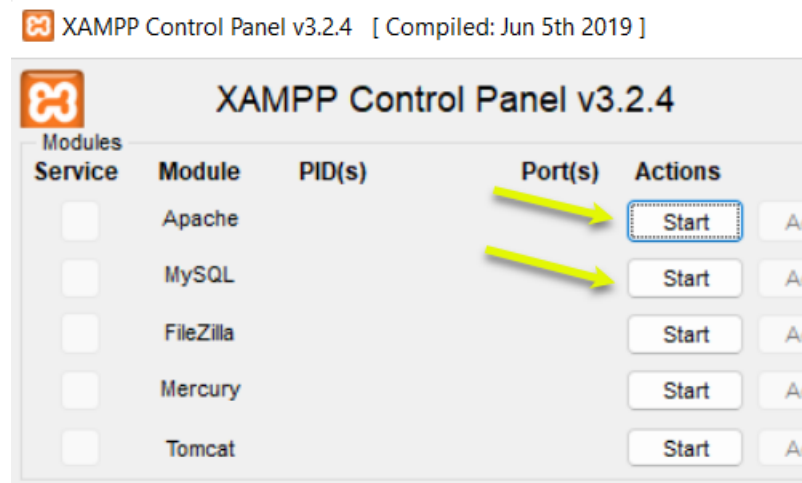 XAMPP Control Panel v3.2.4 [ Compiled: Jun 5th 2019 ]
XAMPP Control Panel v3.2.4
Modules
Service Module PID(s) Port(s) Actions
Apache Start
MySQL Start
FileZilla Start
Mercury Start
Tomcat Start